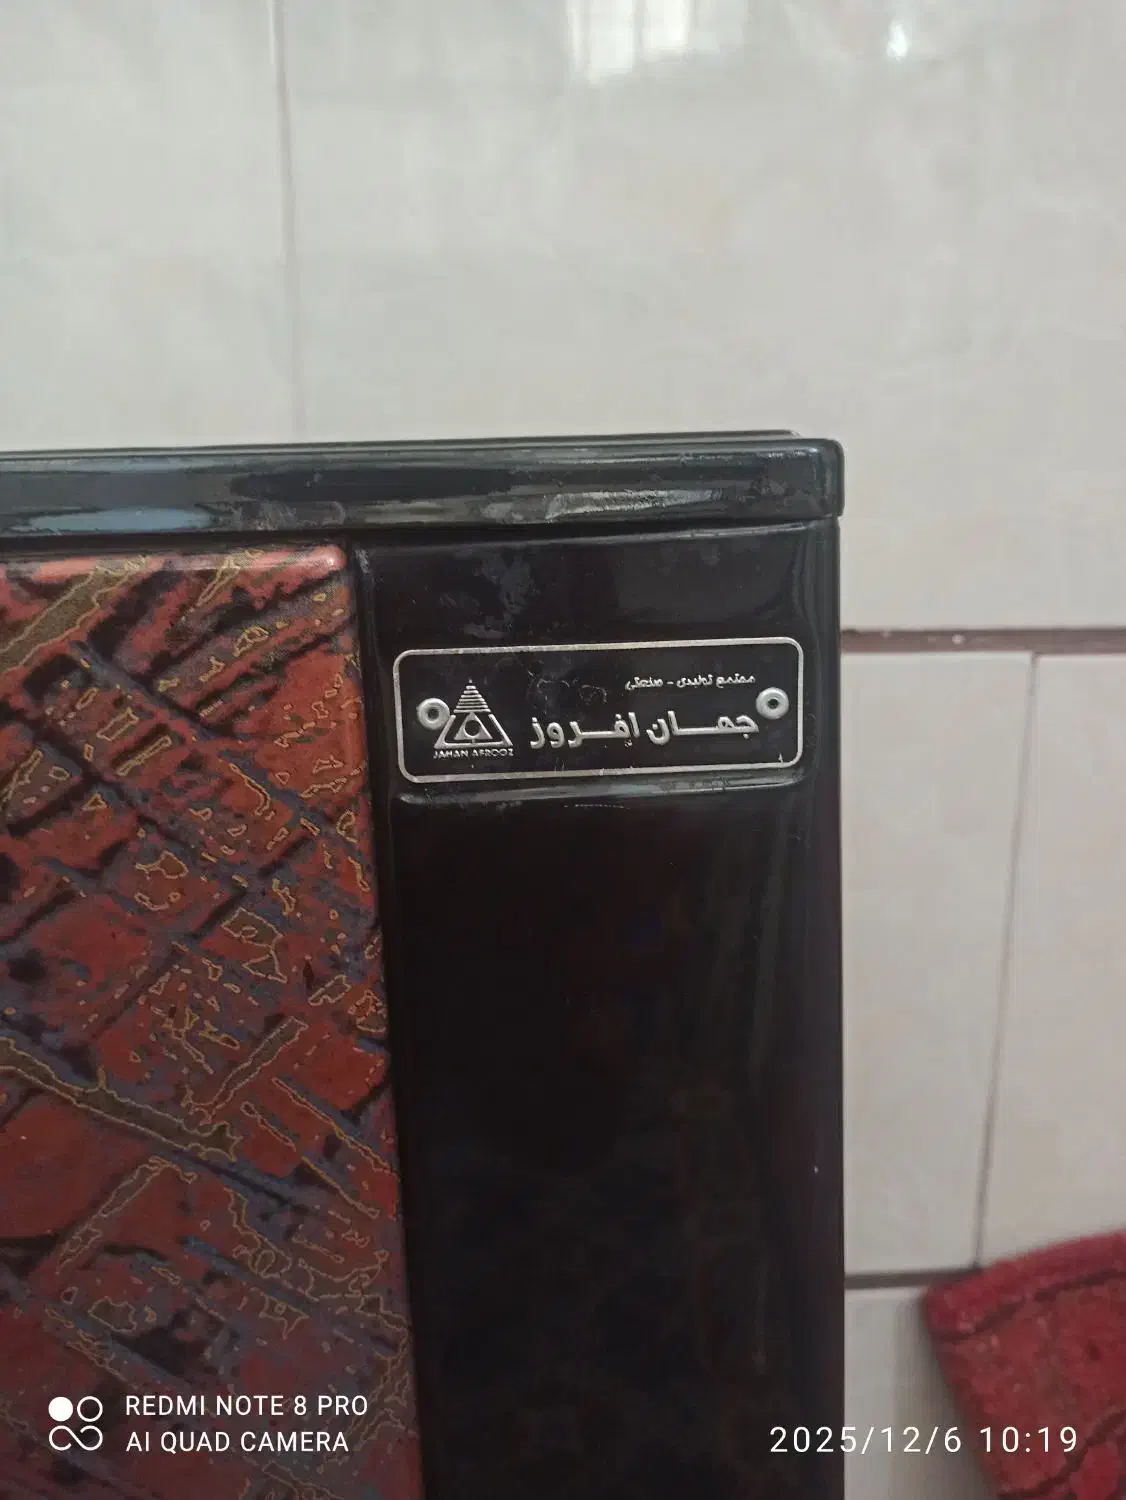 مجتمع تولیدی - صنعتی
جهان افروز
JAHAN AFROOZ
REDMI NOTE 8 PRO
AI QUAD CAMERA
2025/12/6 10:19